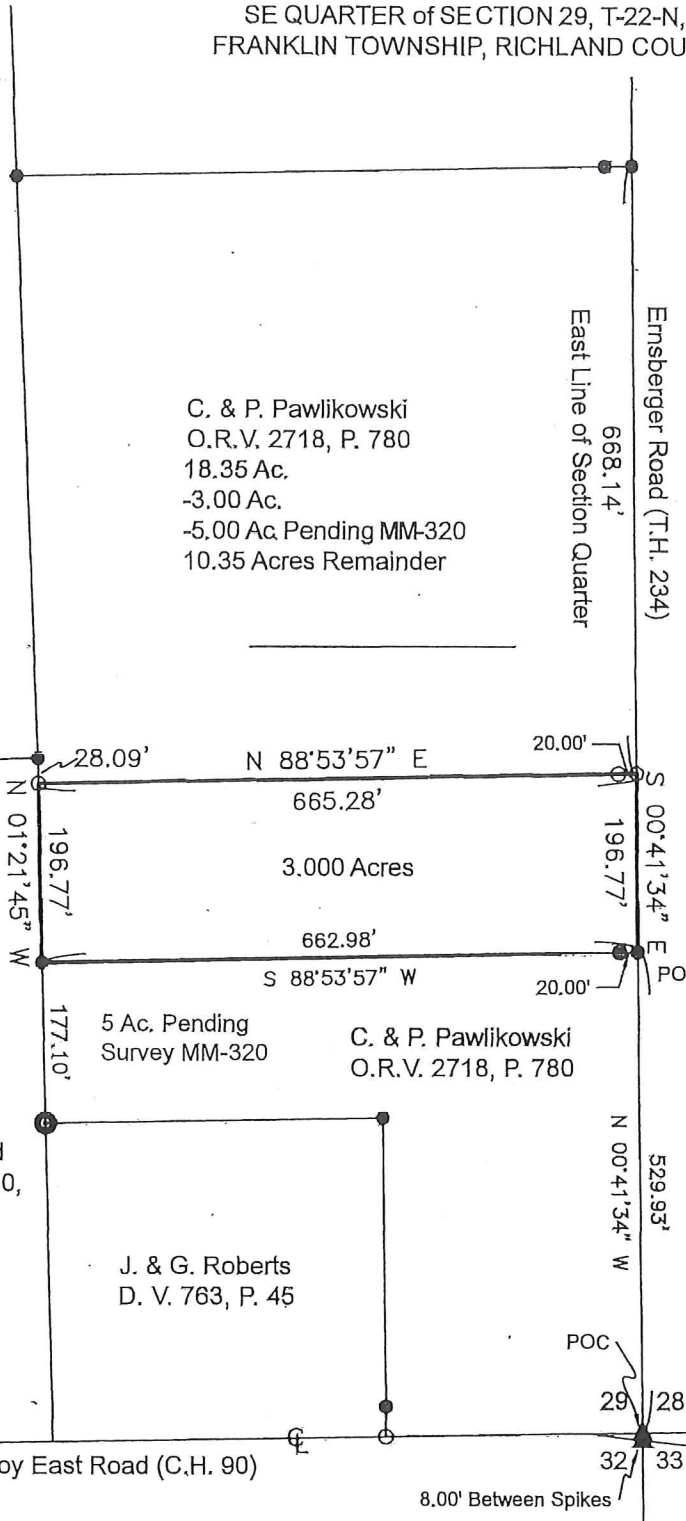 SE QUARTER of SECTION 29, T-22-N,
FRANKLIN TOWNSHIP, RICHLAND COU
Ernsberger Road (T.H. 234)
668.14'
East Line of Section Quarter
C. & P. Pawlikowski
O.R.V. 2718, P. 780
18.35 Ac.
-3.00 Ac.
-5.00 Ac. Pending MM-320
10.35 Acres Remainder
28.09'
N 88°53'57" E
20.00'
665.28'
N 01°21'45" W
196.77'
3.000 Acres
196.77'
S 00°41'34" E
662.98'
S 88°53'57" W
20.00'
PO
177.10'
5 Ac. Pending
Survey MM-320
C. & P. Pawlikowski
O.R.V. 2718, P. 780
N 00°41'34" W
529.93'
0,
J. & G. Roberts
D. V. 763, P. 45
POC
29 28
32 33
oy East Road (C.H. 90)
8.00' Between Spikes